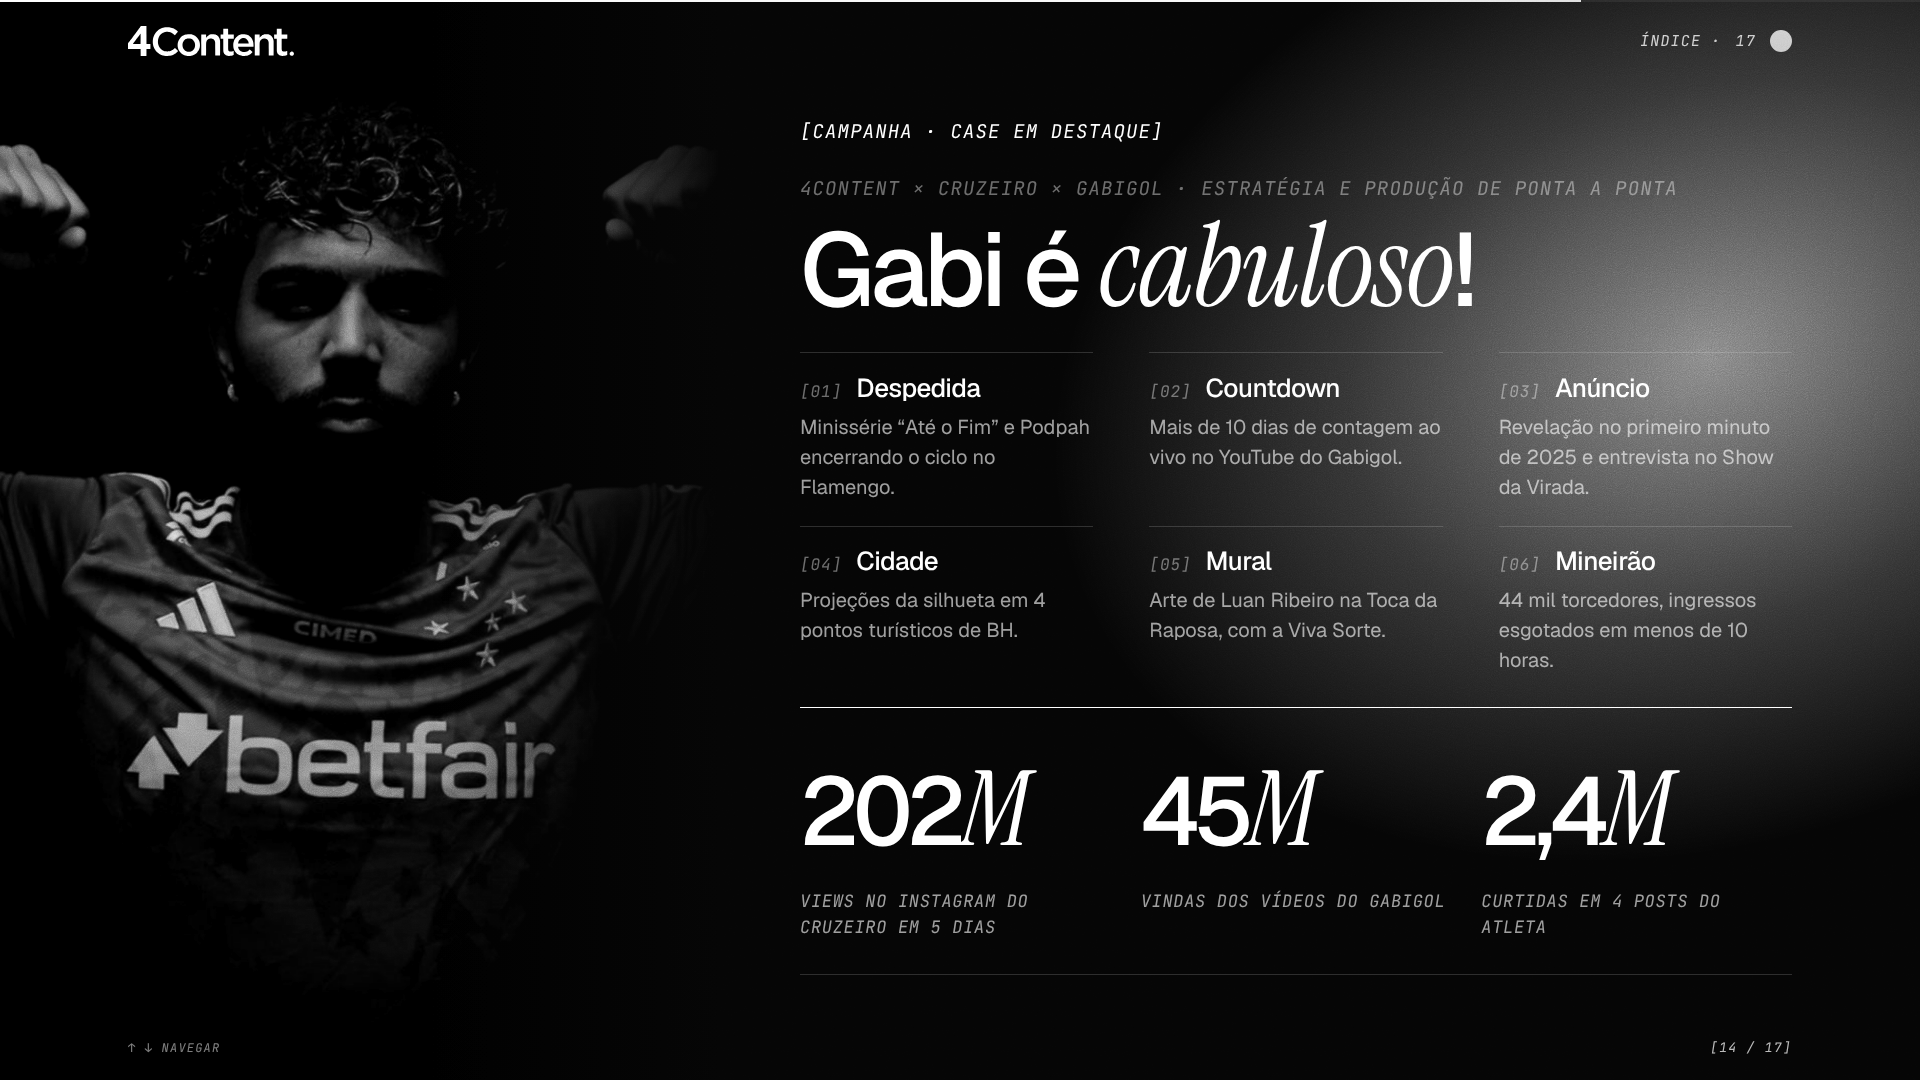 4Content.
ÍNDICE · 17
[CAMPANHA · CASE EM DESTAQUE]
4CONTENT × CRUZEIRO × GABIGOL · ESTRATÉGIA E PRODUÇÃO DE PONTA A PONTA
Gabi é cabuloso!
[01] Despedida
Minissérie “Até o Fim” e Podpah
encerrando o ciclo no
Flamengo.
[02] Countdown
Mais de 10 dias de contagem ao
vivo no YouTube do Gabigol.
[03] Anúncio
Revelação no primeiro minuto
de 2025 e entrevista no Show
da Virada.
[04] Cidade
Projeções da silhueta em 4
pontos turísticos de BH.
[05] Mural
Arte de Luan Ribeiro na Toca da
Raposa, com a Viva Sorte.
[06] Mineirão
44 mil torcedores, ingressos
esgotados em menos de 10
horas.
202M
VIEWS NO INSTAGRAM DO
CRUZEIRO EM 5 DIAS
45M
VINDAS DOS VÍDEOS DO GABIGOL
2,4M
CURTIDAS EM 4 POSTS DO
ATLETA
CIMED
betfair
↑ ↓ NAVEGAR
[14 / 17]